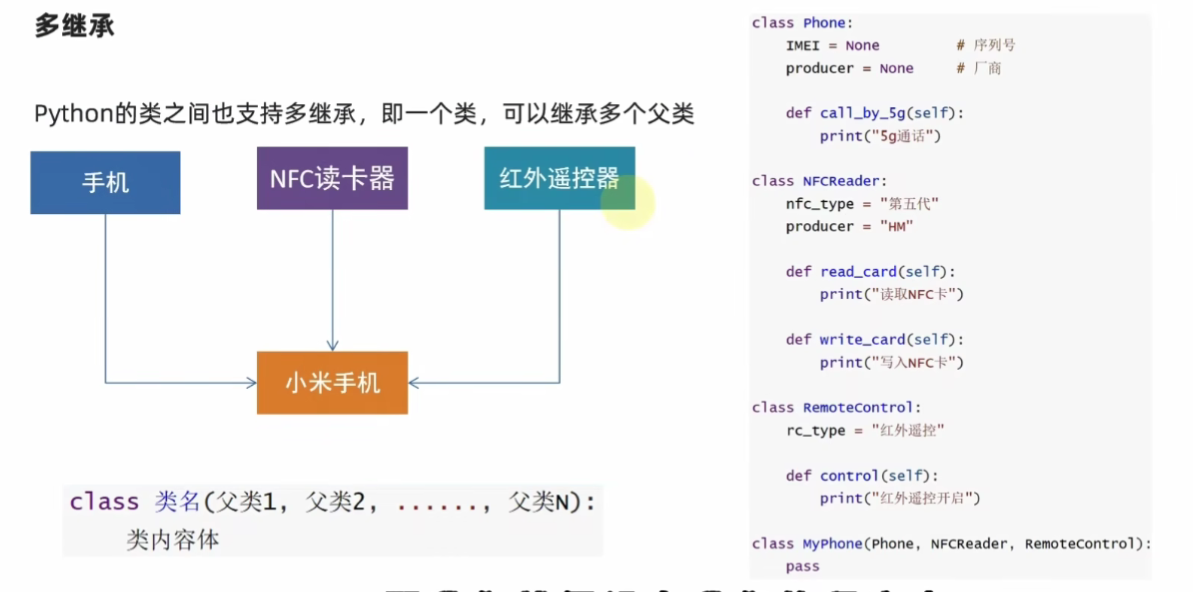 多继承
Python的类之间也支持多继承，即一个类，可以继承多个父类
手机
NFC读卡器
红外遥控器
小米手机
class 类名(父类1, 父类2, ......, 父类N):
    类内容体
class Phone:
    IMEI = None         # 序列号
    producer = None     # 厂商
    def call_by_5g(self):
        print("5g通话")
class NFCReader:
    nfc_type = "第五代"
    producer = "HM"
    def read_card(self):
        print("读取NFC卡")
    def write_card(self):
        print("写入NFC卡")
class RemoteControl:
    rc_type = "红外遥控"
    def control(self):
        print("红外遥控开启")
class MyPhone(Phone, NFCReader, RemoteControl):
    pass